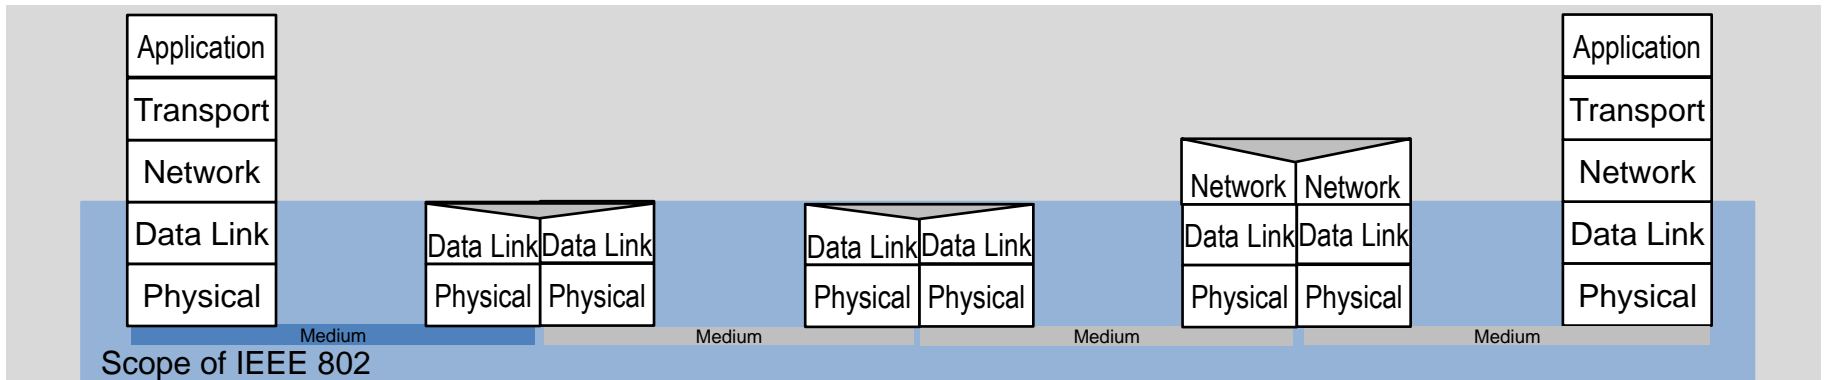 Application
Transport
Network
Data Link
Physical
Data Link Data Link
Physical Physical
Data Link Data Link
Physical Physical
Network Network
Data Link Data Link
Physical Physical
Application
Transport
Network
Data Link
Physical
Medium
Medium
Medium
Medium
Scope of IEEE 802